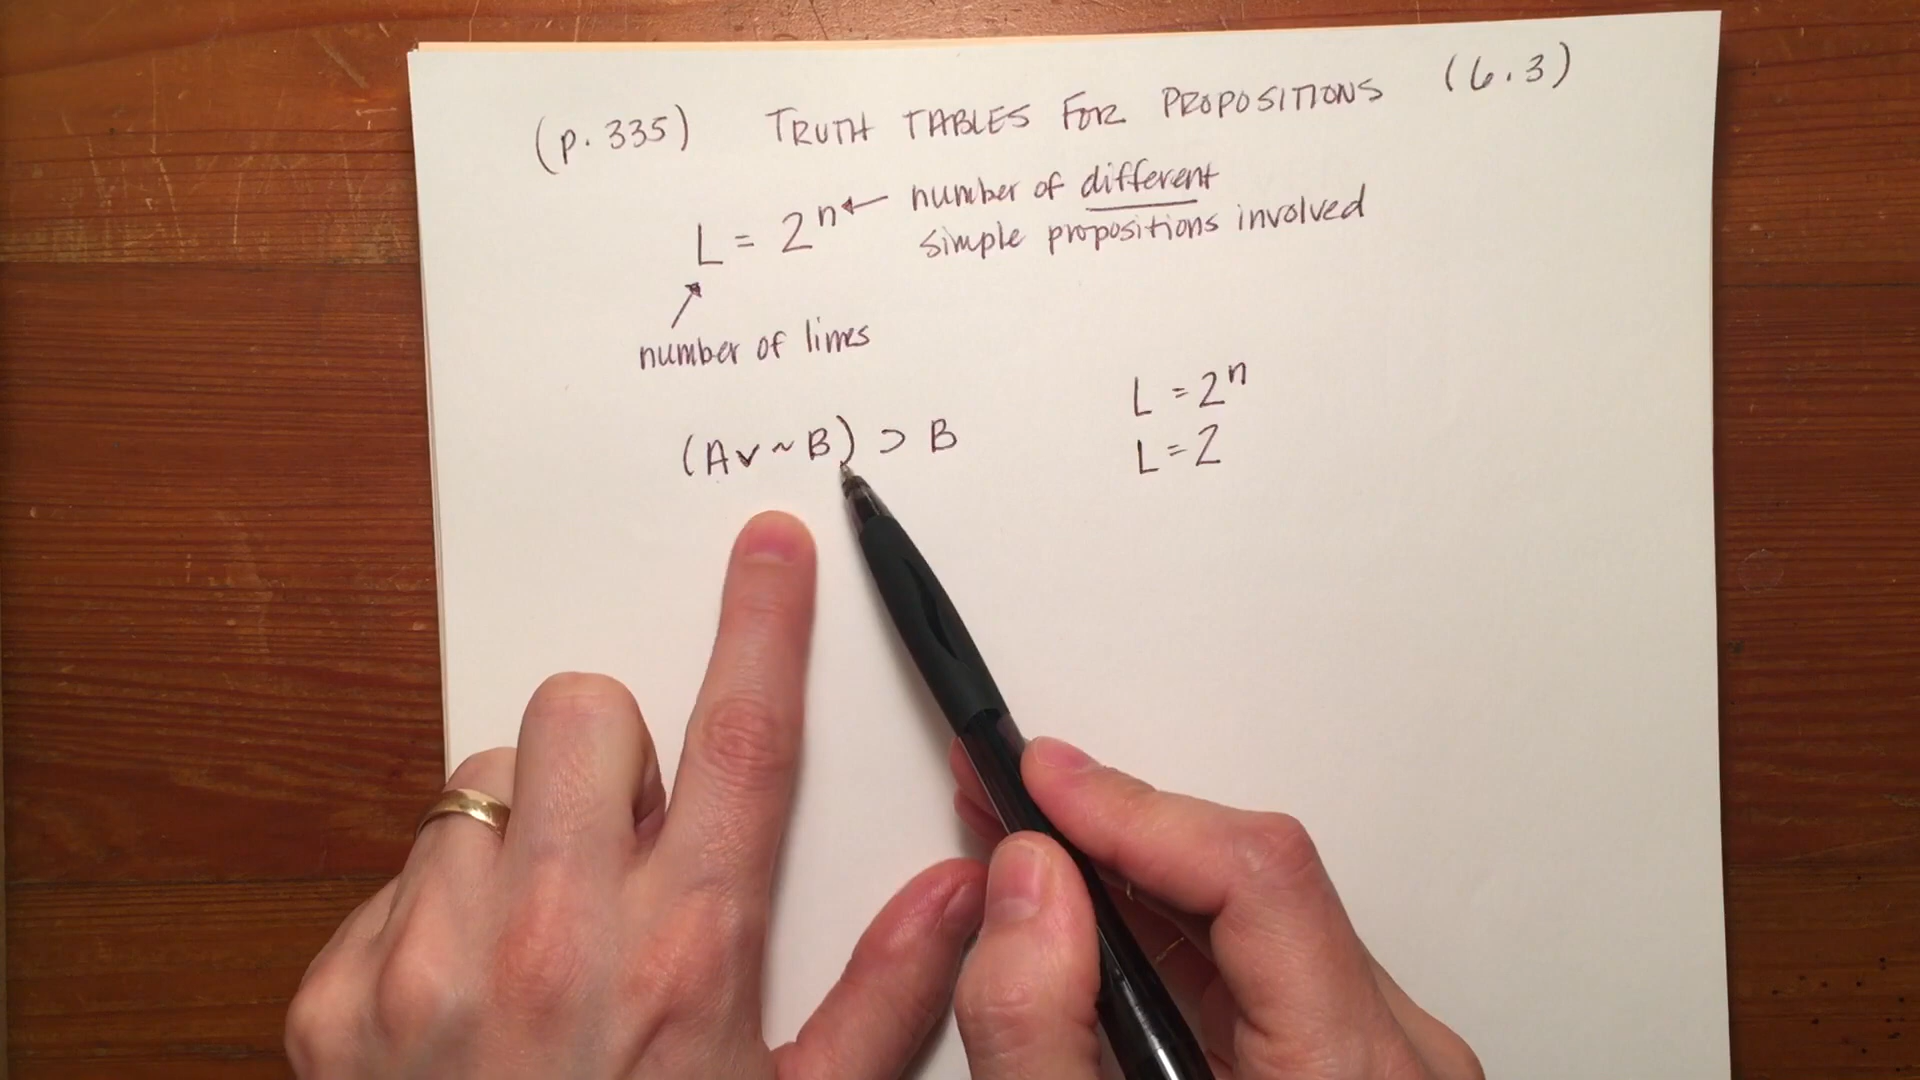 (p. 335) TRUTH TABLES FOR PROPOSITIONS (6.3)
L = 2ⁿ ← number of different
simple propositions involved
number of lines
(A v ~ B) ⊃ B
L = 2ⁿ
L = 2